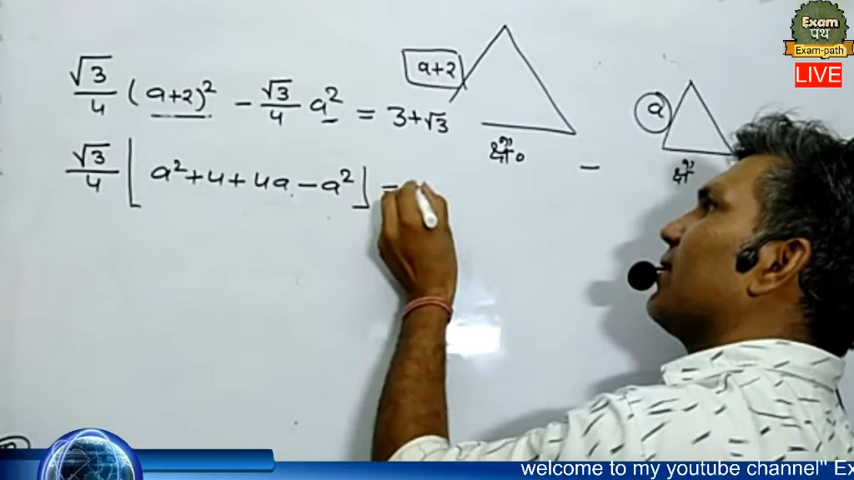 Exam
पथ
Exam-path
LIVE
√3/4 (a+2)² - √3/4 a² = 3+√3
a+2
a
क्षे०
-
क्षे
√3/4 [a²+4+4a-a²] =
welcome to my youtube channel" Ex